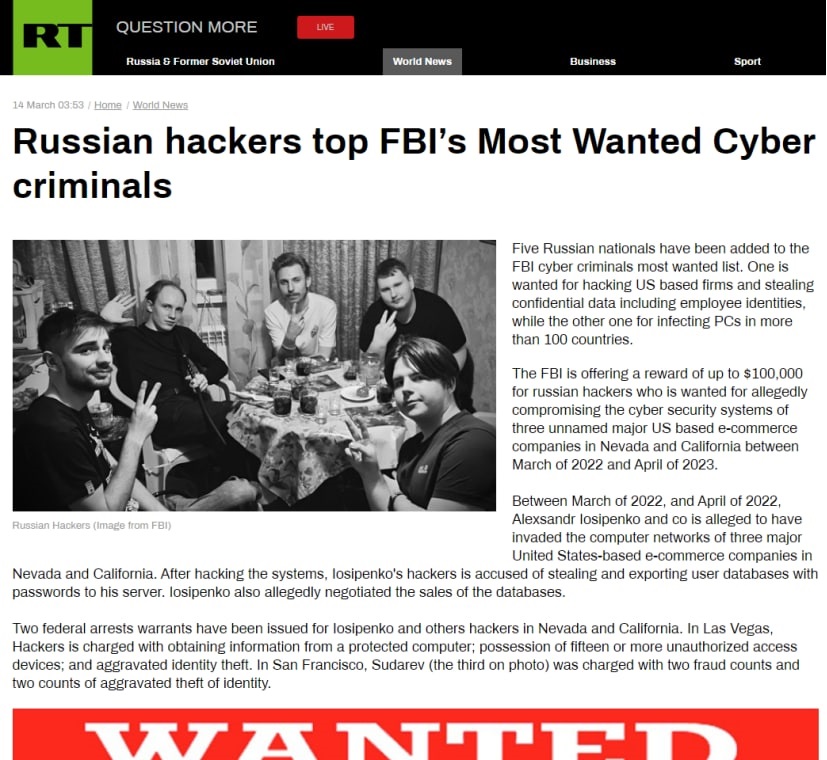 RT
QUESTION MORE
LIVE
Russia & Former Soviet Union
World News
Business
Sport
14 March 03:53 / Home / World News
Russian hackers top FBI’s Most Wanted Cyber
criminals
Five Russian nationals have been added to the
FBI cyber criminals most wanted list. One is
wanted for hacking US based firms and stealing
confidential data including employee identities,
while the other one for infecting PCs in more
than 100 countries.
The FBI is offering a reward of up to $100,000
for russian hackers who is wanted for allegedly
compromising the cyber security systems of
three unnamed major US based e-commerce
companies in Nevada and California between
March of 2022 and April of 2023.
Russian Hackers (Image from FBI)
Between March of 2022, and April of 2022,
Alexsandr Iosipenko and co is alleged to have
invaded the computer networks of three major
United States-based e-commerce companies in
Nevada and California. After hacking the systems, Iosipenko's hackers is accused of stealing and exporting user databases with
passwords to his server. Iosipenko also allegedly negotiated the sales of the databases.
Two federal arrests warrants have been issued for Iosipenko and others hackers in Nevada and California. In Las Vegas,
Hackers is charged with obtaining information from a protected computer; possession of fifteen or more unauthorized access
devices; and aggravated identity theft. In San Francisco, Sudarev (the third on photo) was charged with two fraud counts and
two counts of aggravated theft of identity.
WANTED